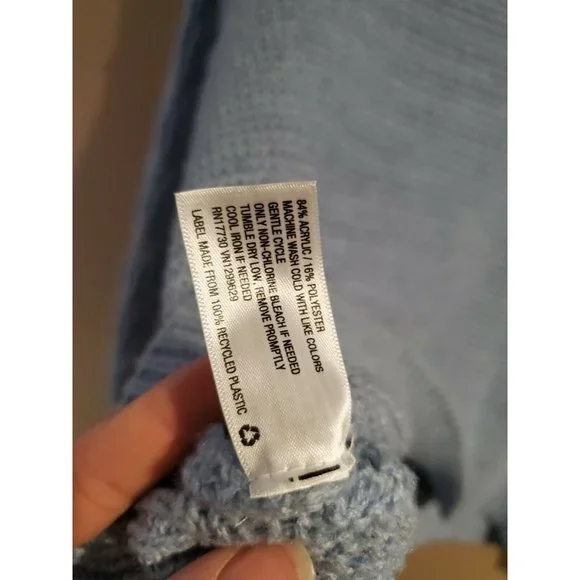 84% ACRYLIC / 16% POLYESTER
MACHINE WASH COLD WITH LIKE COLORS
GENTLE CYCLE
ONLY NON-CHLORINE BLEACH IF NEEDED
TUMBLE DRY LOW, REMOVE PROMPTLY
COOL IRON IF NEEDED
RN17730 VN1299629
LABEL MADE FROM 100% RECYCLED PLASTIC